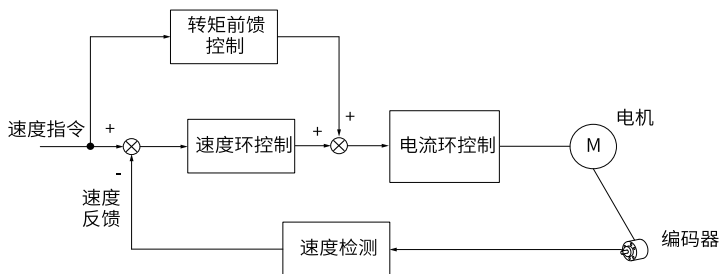 转矩前馈
控制
速度指令
+
-
速度
反馈
速度环控制
+
+
电流环控制
电机
M
速度检测
编码器